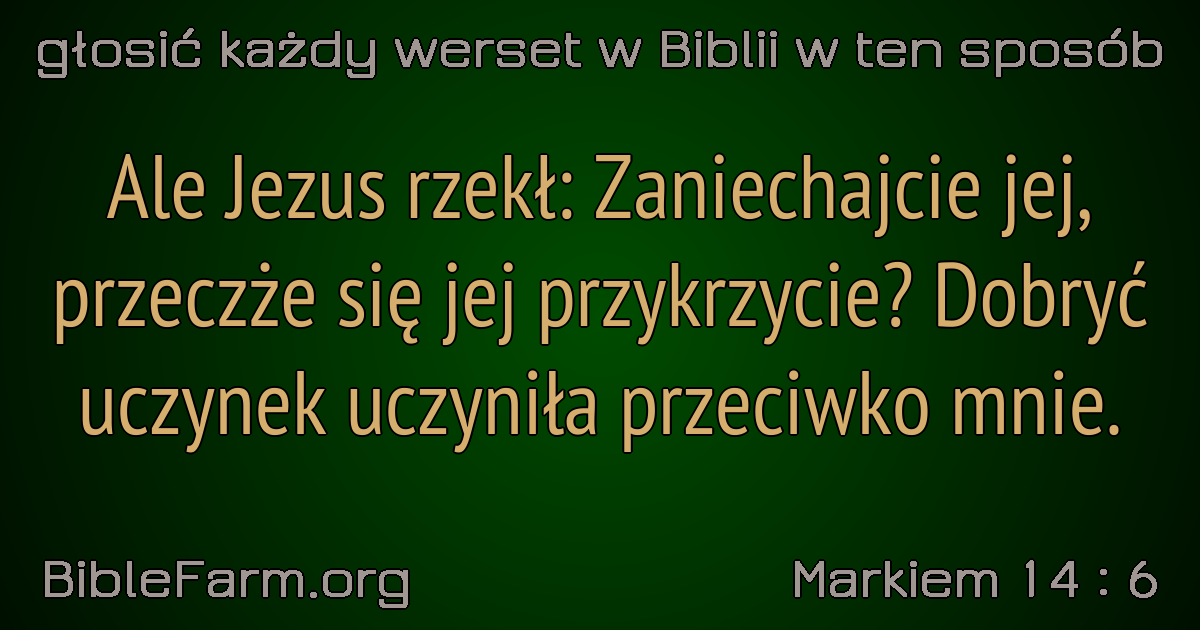 głosić każdy werset w Biblii w ten sposób
Ale Jezus rzekł: Zaniechajcie jej,
przeczże się jej przykrzycie? Dobryć
uczynek uczyniła przeciwko mnie.
BibleFarm.org
Markiem 14 : 6